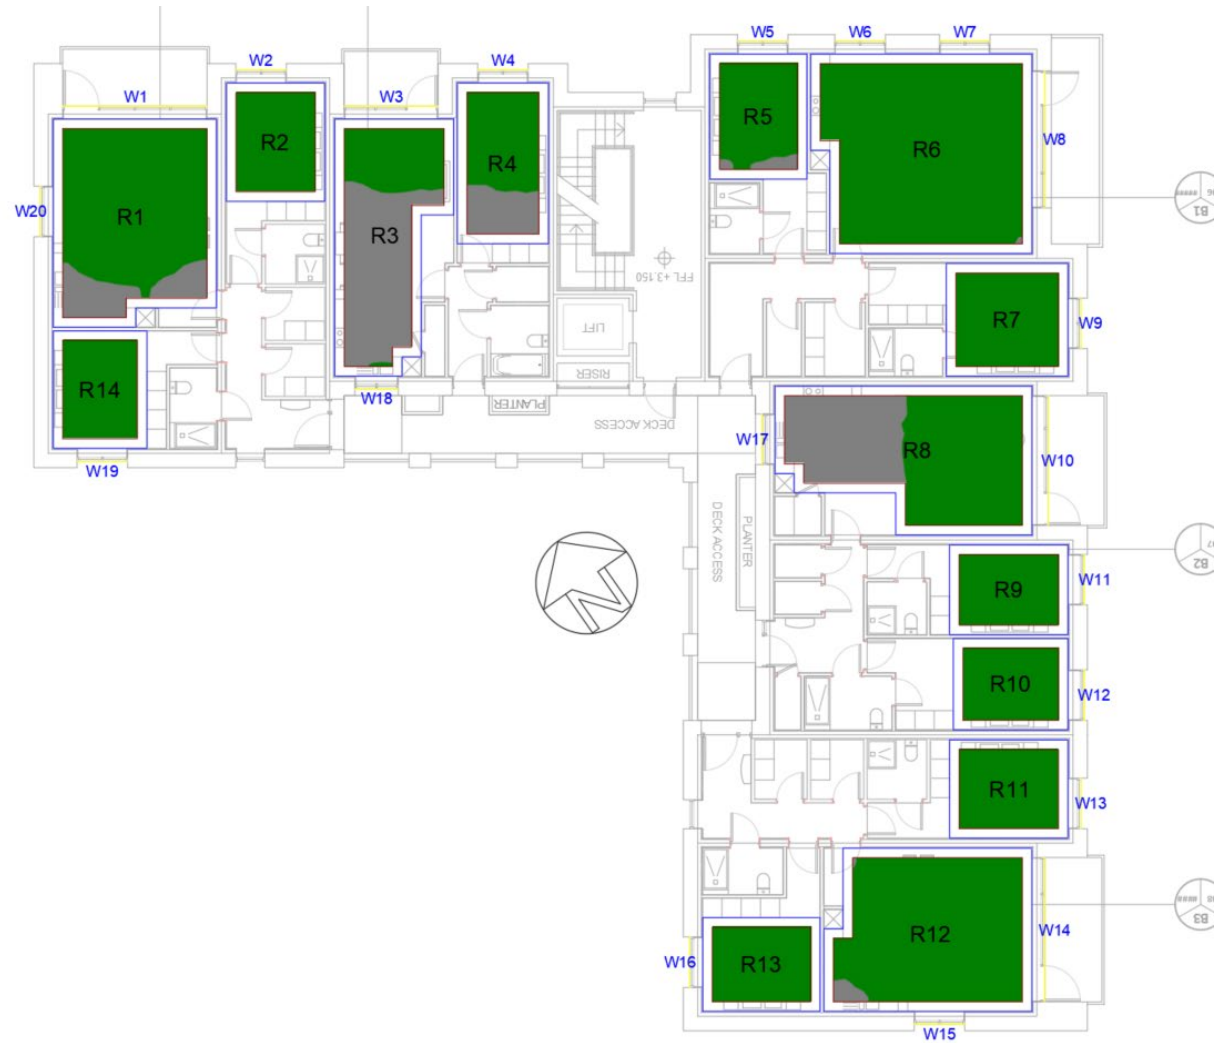 W5
W6
W7
W2
W4
W1
W3
R5
R6
W8
R2
R4
R1
R3
W20
B1
FFL +3.150
R7
W9
LIFT
RISER
R14
W18
PLANTER
DECK ACCESS
W17
R8
W10
W19
PLANTER
DECK ACCESS
B2
R9
W11
R10
W12
R11
W13
B3
R12
W14
R13
W16
W15
N